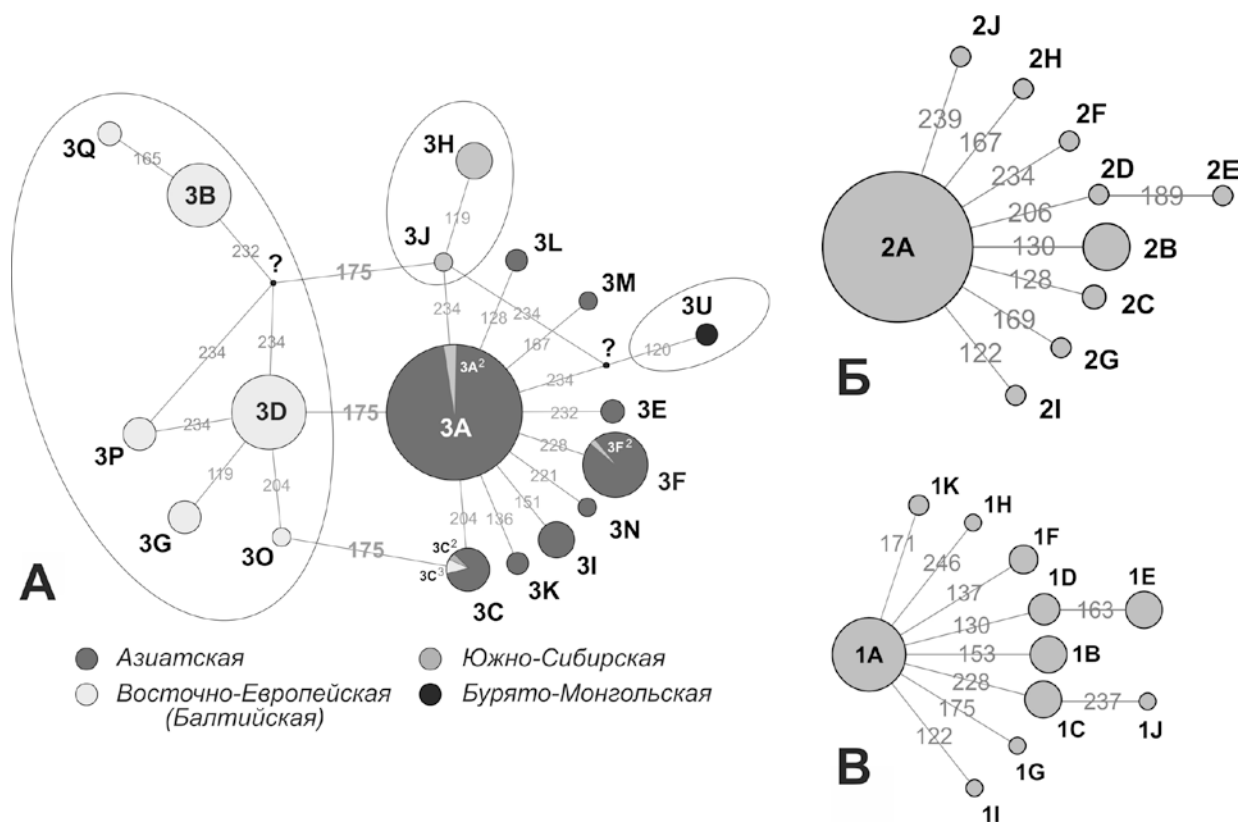 3Q
165
3B
232
?
234
234
3D
3P
234
119
204
3G
3O
175
175
175
3H
119
3J
234
234
3L
128
3M
167
3U
?
120
234
3A²
3A
3E
232
3F²
228
3F
221
3N
151
3I
136
3K
204
3C²
3C³
3C
А
Азиатская
Восточно-Европейская
(Балтийская)
Южно-Сибирская
Бурято-Монгольская
2J
2H
2F
2D
2E
239
167
234
206
189
2A
130
2B
128
2C
169
2G
122
2I
Б
1K
1H
1F
1D
1E
171
246
137
130
163
1A
153
1B
228
237
1C
1J
175
1G
122
1I
В